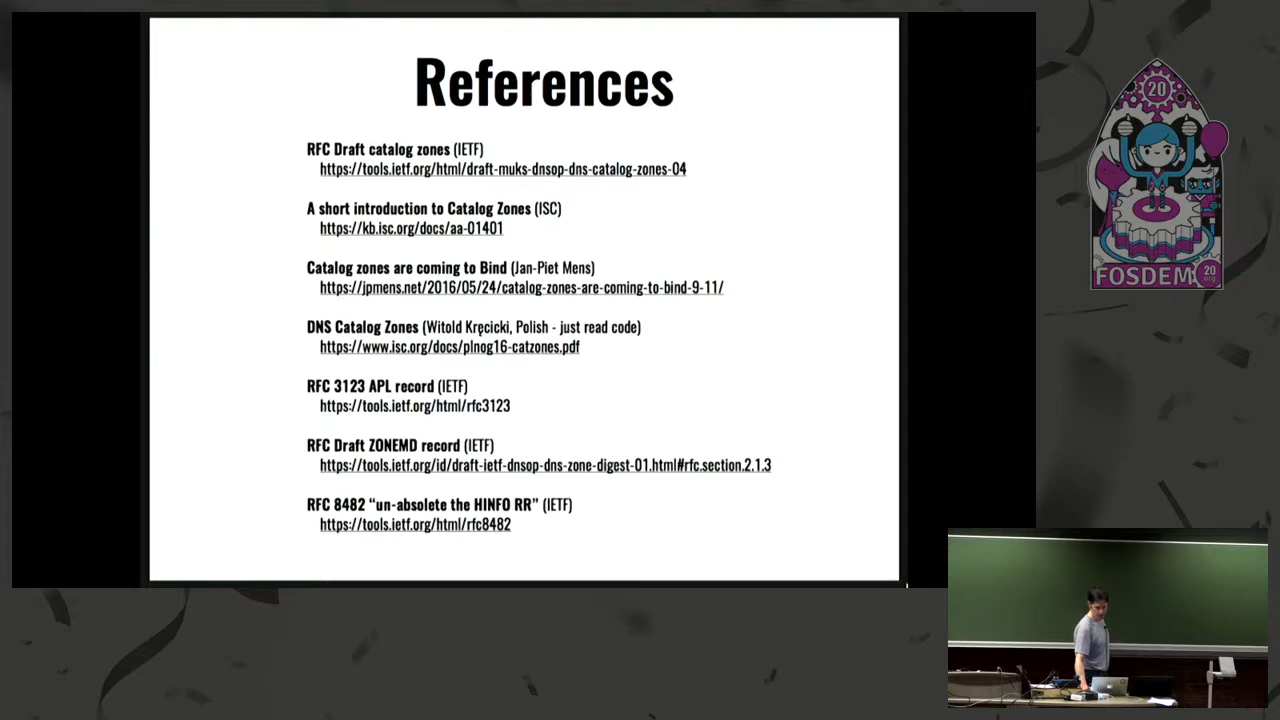 References
RFC Draft catalog zones (IETF)
https://tools.ietf.org/html/draft-muks-dnsop-dns-catalog-zones-04
A short introduction to Catalog Zones (ISC)
https://kb.isc.org/docs/aa-01401
Catalog zones are coming to Bind (Jan-Piet Mens)
https://jpmens.net/2016/05/24/catalog-zones-are-coming-to-bind-9-11/
DNS Catalog Zones (Witold Kręcicki, Polish - just read code)
https://www.isc.org/docs/plnog16-catzones.pdf
RFC 3123 APL record (IETF)
https://tools.ietf.org/html/rfc3123
RFC Draft ZONEMD record (IETF)
https://tools.ietf.org/id/draft-ietf-dnsop-dns-zone-digest-01.html#rfc.section.2.1.3
RFC 8482 “un-absolete the HINFO RR” (IETF)
https://tools.ietf.org/html/rfc8482
20
FOSDEM
20
.org